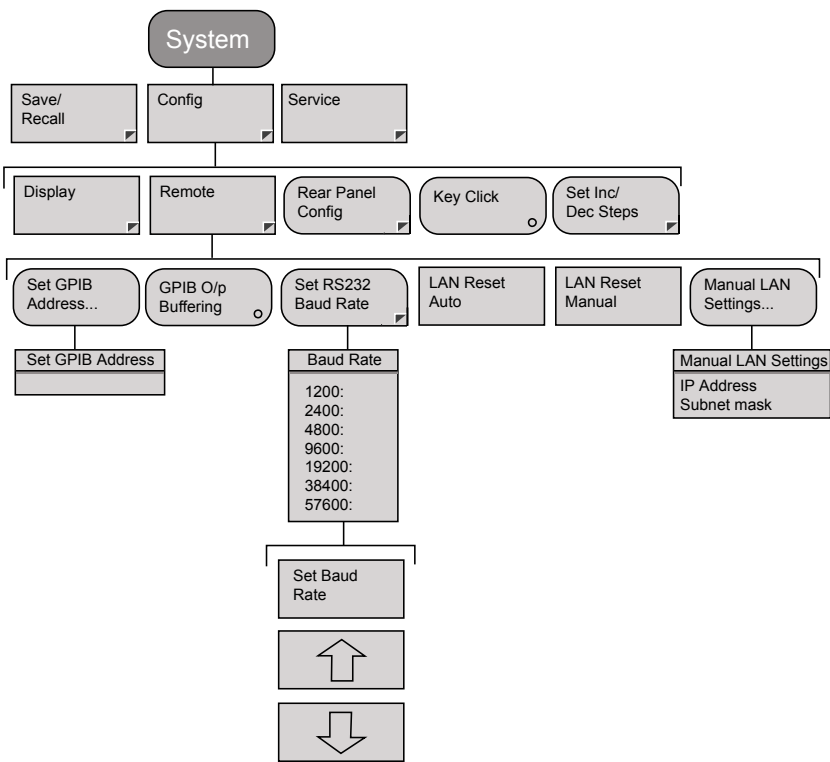 System
Save/
Recall
Config
Service
Display
Remote
Rear Panel
Config
Key Click
Set Inc/
Dec Steps
Set GPIB
Address...
GPIB O/p
Buffering
Set RS232
Baud Rate
LAN Reset
Auto
LAN Reset
Manual
Manual LAN
Settings...
Set GPIB Address
Baud Rate
1200:
2400:
4800:
9600:
19200:
38400:
57600:
Manual LAN Settings
IP Address
Subnet mask
Set Baud
Rate